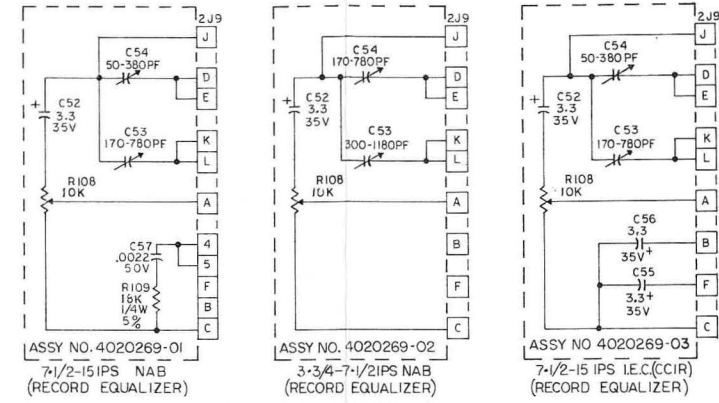 2J9
J
C54
50-380PF
D
E
+
C52
3.3
35V
C53
170-780PF
K
L
R108
10K
A
C57
.0022
50V
4
5
R109
18K
1/4W
5%
F
B
C
ASSY NO. 4020269-01
7-1/2-15 IPS NAB
(RECORD EQUALIZER)
2J9
J
C54
170-780PF
D
E
+
C52
3.3
35V
C53
300-1180PF
K
L
R108
10K
A
B
F
C
ASSY NO. 4020269-02
3-3/4-7-1/2IPS NAB
(RECORD EQUALIZER)
2J9
J
C54
50-380PF
D
E
+
C52
3.3
35V
C53
170-780PF
K
L
R108
10K
A
C56
3.3
35V
+
B
C55
3.3
+
35V
F
C
ASSY NO 4020269-03
7-1/2-15 IPS I.E.C.(CCIR)
(RECORD EQUALIZER)